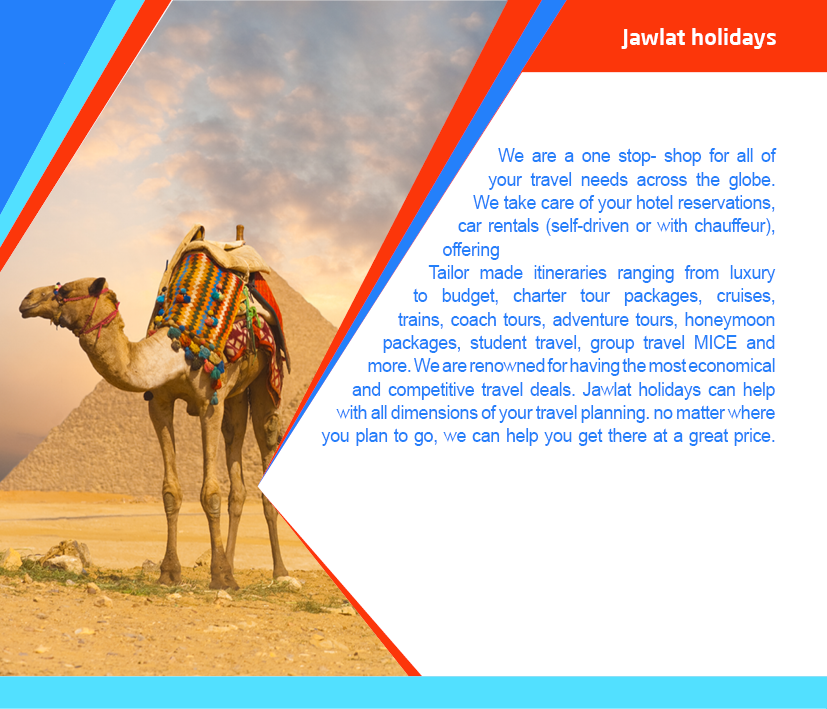 Jawlat holidays
We are a one stop- shop for all of
your travel needs across the globe.
We take care of your hotel reservations,
car rentals (self-driven or with chauffeur),
offering
Tailor made itineraries ranging from luxury
to budget, charter tour packages, cruises,
trains, coach tours, adventure tours, honeymoon
packages, student travel, group travel MICE and
more. We are renowned for having the most economical
and competitive travel deals. Jawlat holidays can help
with all dimensions of your travel planning. no matter where
you plan to go, we can help you get there at a great price.